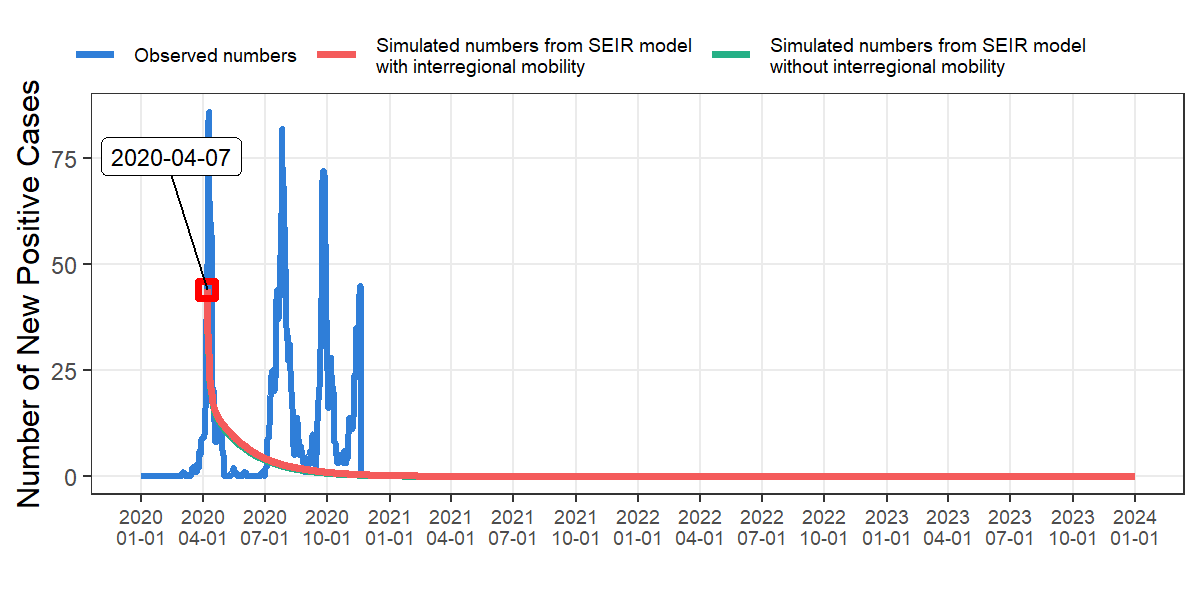 Observed numbers
Simulated numbers from SEIR model
with interregional mobility
Simulated numbers from SEIR model
without interregional mobility
Number of New Positive Cases
75
50
25
0
2020-04-07
2020 2020 2020 2020 2021 2021 2021 2021 2022 2022 2022 2022 2023 2023 2023 2023 2024
01-01 04-01 07-01 10-01 01-01 04-01 07-01 10-01 01-01 04-01 07-01 10-01 01-01 04-01 07-01 10-01 01-01